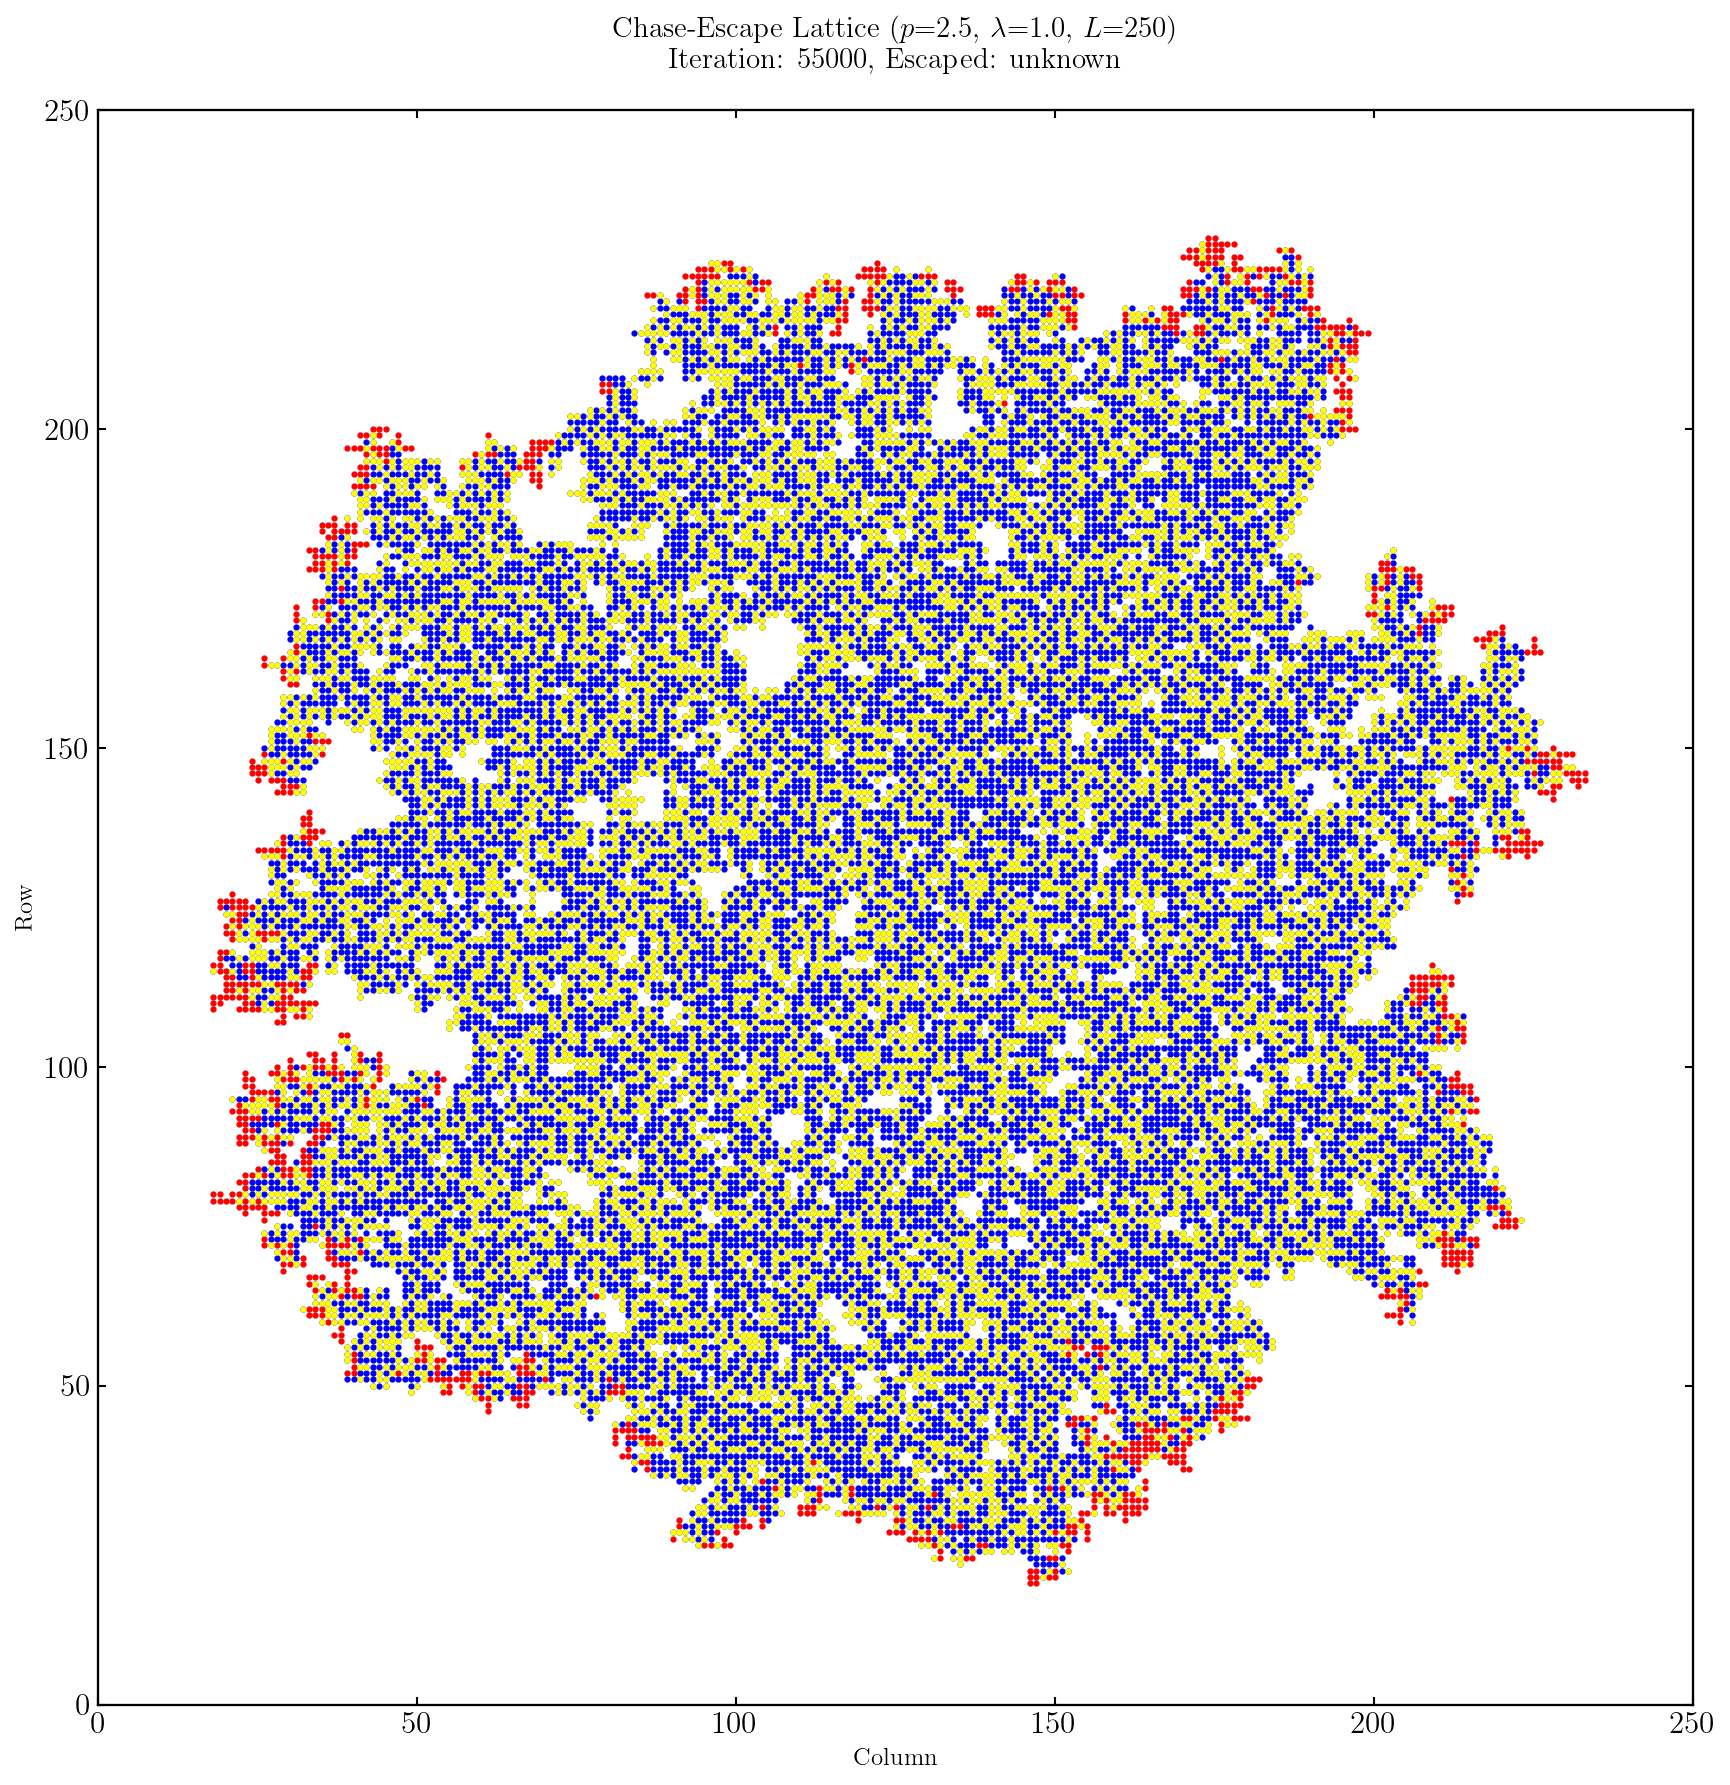 Chase-Escape Lattice (p=2.5, λ=1.0, L=250)
Iteration: 55000, Escaped: unknown
250
200
150
100
50
0
Row
0 50 100 150 200 250
Column